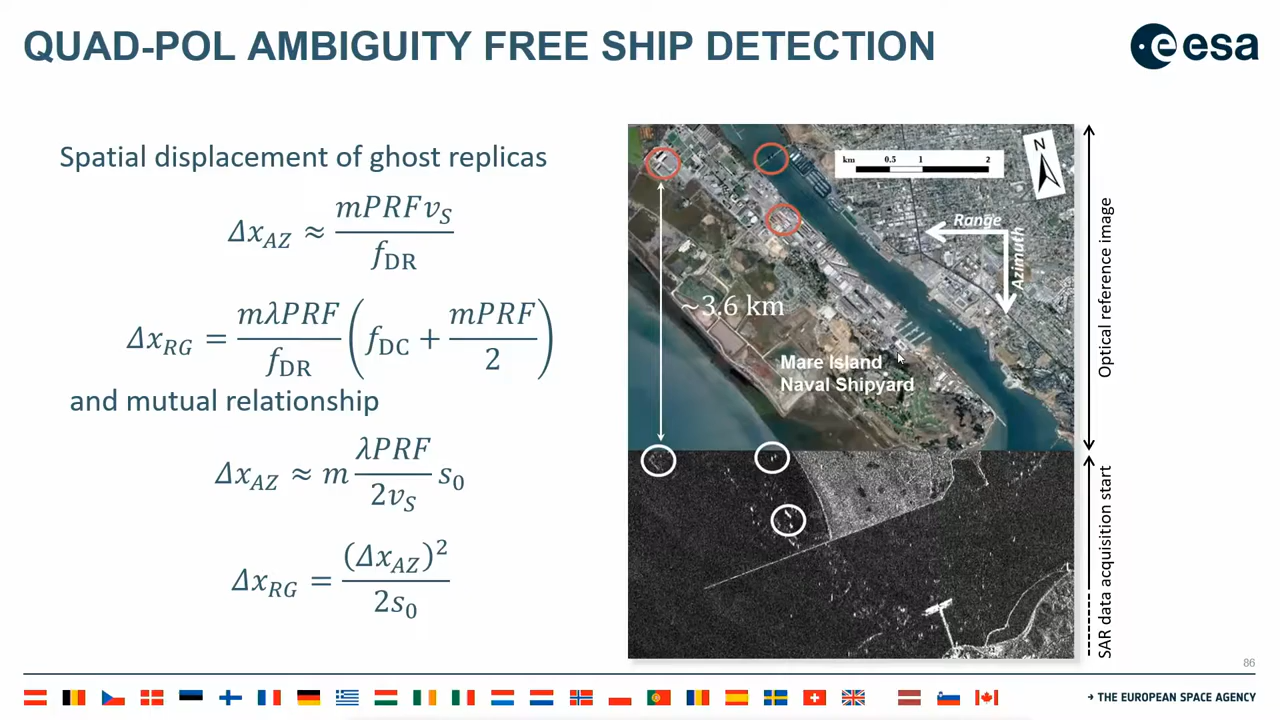 QUAD-POL AMBIGUITY FREE SHIP DETECTION
esa
Spatial displacement of ghost replicas
Δx_AZ ≈ mPRFv_S / f_DR
Δx_RG = mλPRF / f_DR ( f_DC + mPRF / 2 )
and mutual relationship
Δx_AZ ≈ m λPRF / 2v_S s_0
Δx_RG = (Δx_AZ)² / 2s_0
km 0.5 1 2
N
Range
Azimuth
~3.6 km
Mare Island
Naval Shipyard
Optical reference image
SAR data acquisition start
86
→ THE EUROPEAN SPACE AGENCY